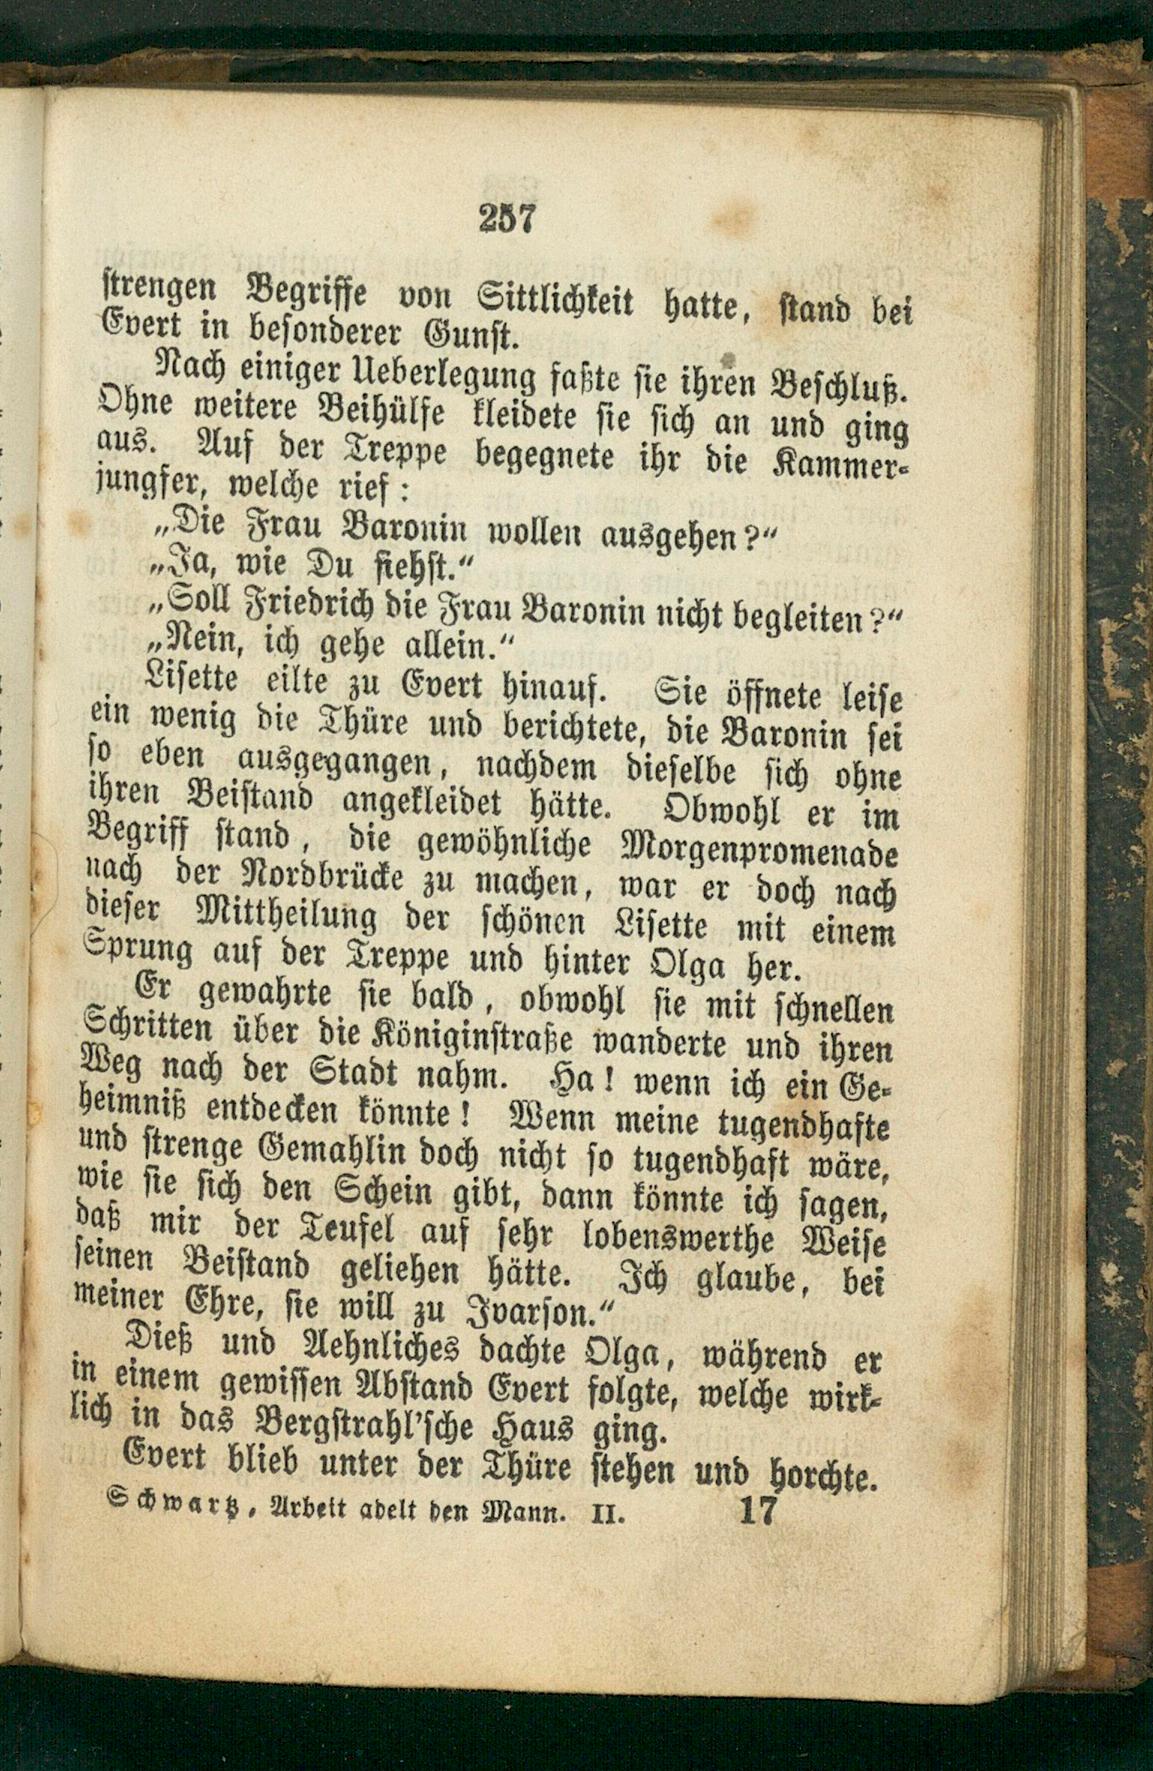 257
strengen Begriffe von Sittlichkeit hatte, stand bei
Evert in besonderer Gunst.
Nach einiger Ueberlegung faßte sie ihren Beschluß.
Ohne weitere Beihülfe kleidete sie sich an und ging
aus. Auf der Treppe begegnete ihr die Kammer-
jungfer, welche rief:
„Die Frau Baronin wollen ausgehen?“
„Ja, wie Du siehst.“
„Soll Friedrich die Frau Baronin nicht begleiten?“
„Nein, ich gehe allein.“
Lisette eilte zu Evert hinauf. Sie öffnete leise
ein wenig die Thüre und berichtete, die Baronin sei
so eben ausgegangen, nachdem dieselbe sich ohne
ihren Beistand angekleidet hätte. Obwohl er im
Begriff stand, die gewöhnliche Morgenpromenade
nach der Nordbrücke zu machen, war er doch nach
dieser Mittheilung der schönen Lisette mit einem
Sprung auf der Treppe und hinter Olga her.
Er gewahrte sie bald, obwohl sie mit schnellen
Schritten über die Königinstraße wanderte und ihren
Weg nach der Stadt nahm. Ha! wenn ich ein Ge-
heimniß entdecken könnte! Wenn meine tugendhafte
und strenge Gemahlin doch nicht so tugendhaft wäre,
wie sie sich den Schein gibt, dann könnte ich sagen,
daß mir der Teufel auf sehr lobenswerthe Weise
seinen Beistand geliehen hätte. Ich glaube, bei
meiner Ehre, sie will zu Ivarson.“
Dieß und Aehnliches dachte Olga, während er
in einem gewissen Abstand Evert folgte, welche wirk-
lich in das Bergstrahl'sche Haus ging.
Evert blieb unter der Thüre stehen und horchte.
Schwartz, Arbeit adelt den Mann. II. 17